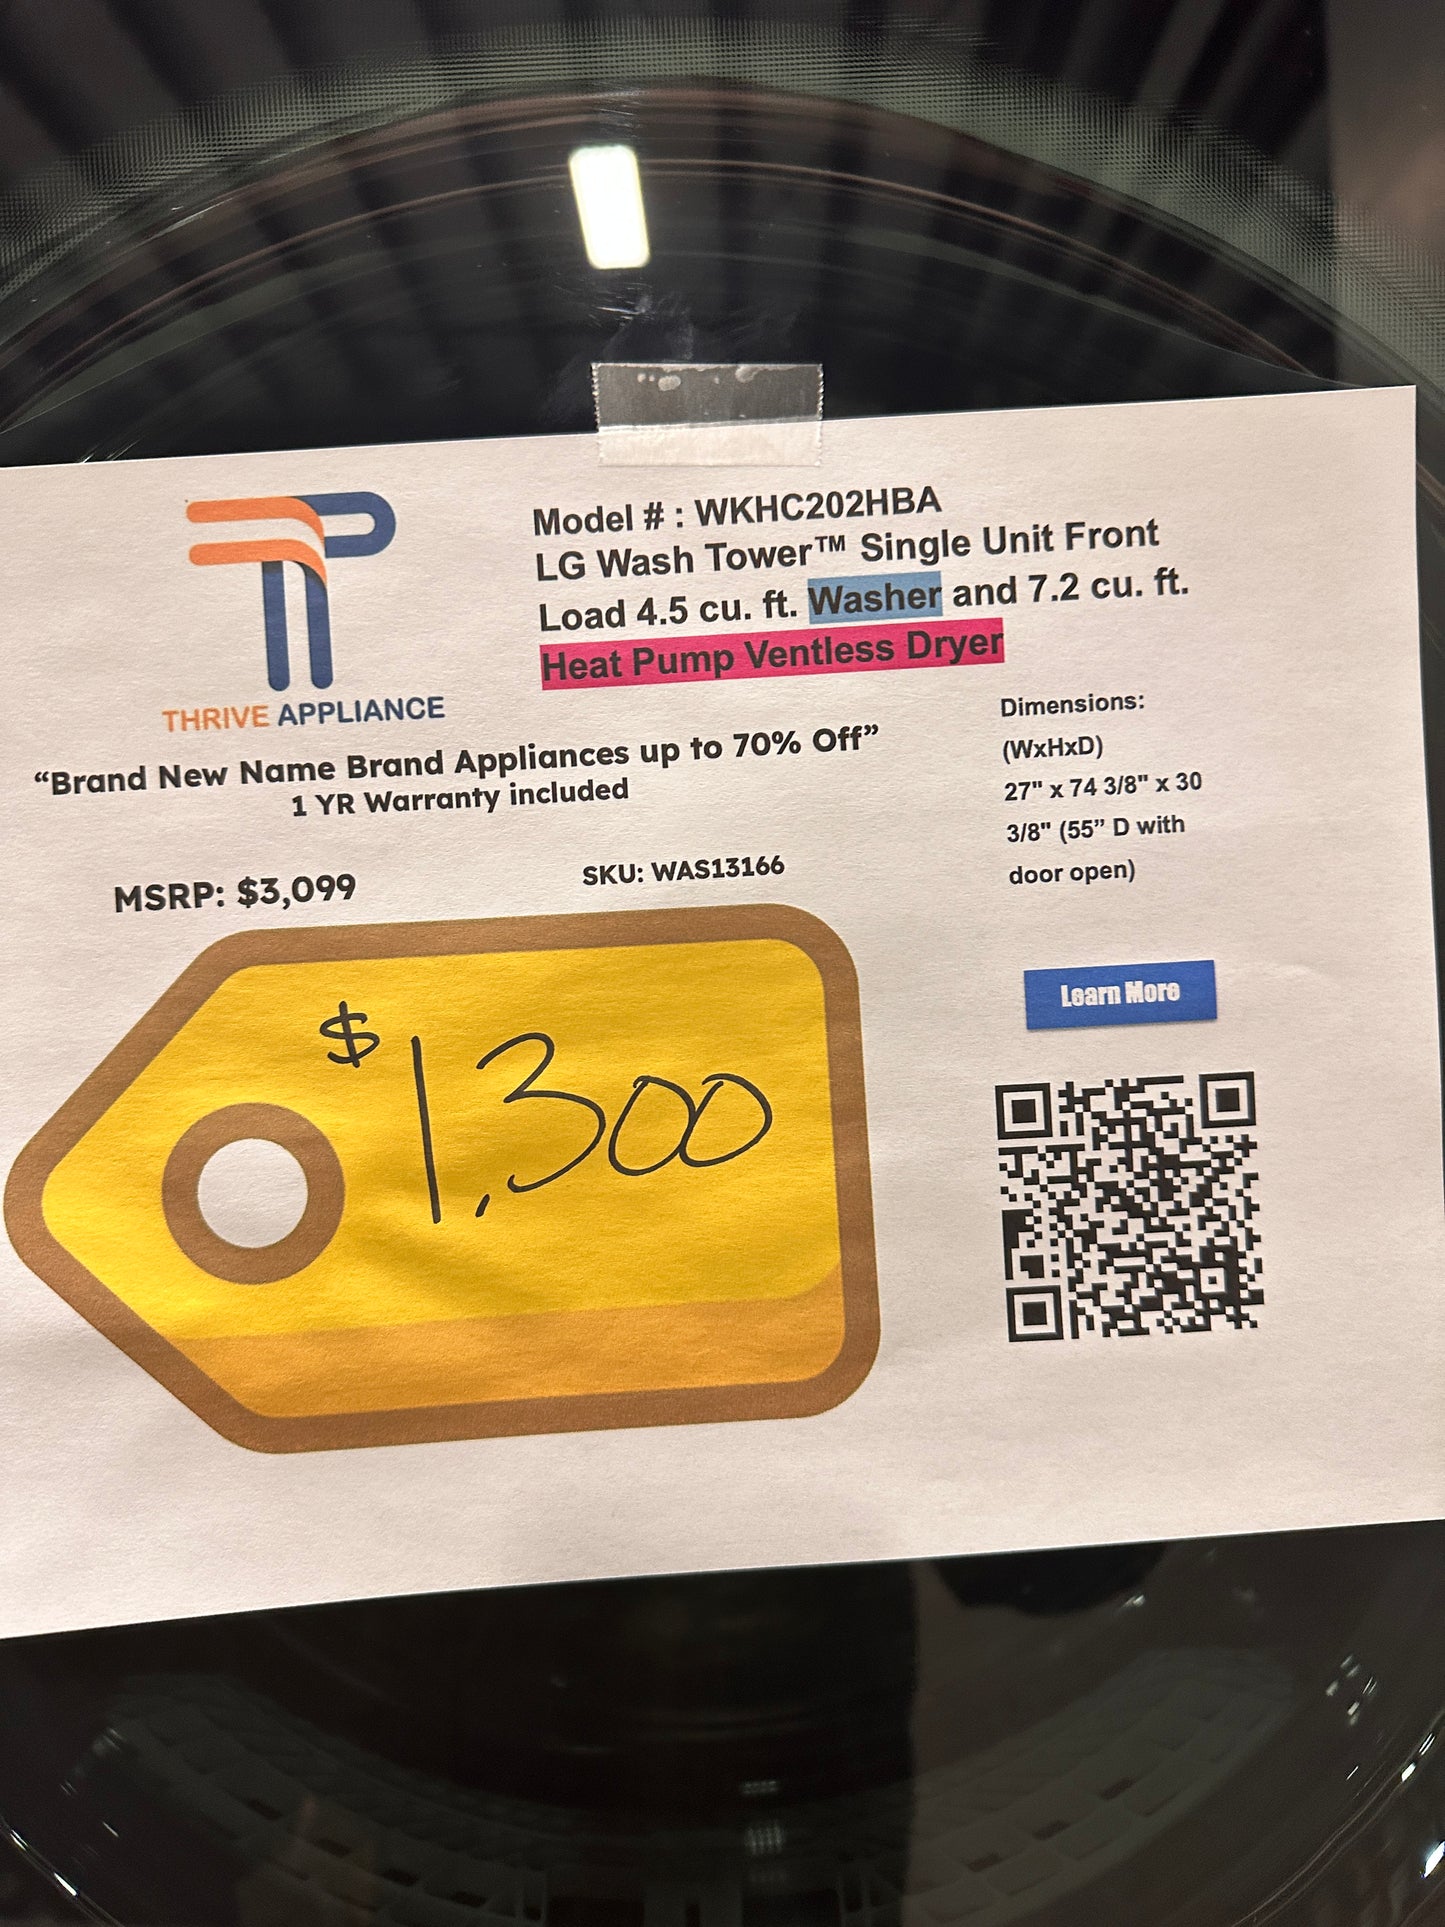 Model # : WKHC202HBA
LG Wash Tower™ Single Unit Front
Load 4.5 cu. ft. Washer and 7.2 cu. ft.
Heat Pump Ventless Dryer
THRIVE APPLIANCE
“Brand New Name Brand Appliances up to 70% Off”
1 YR Warranty included
Dimensions:
(WxHxD)
27" x 74 3/8" x 30
3/8" (55” D with
door open)
MSRP: $3,099
SKU: WAS13166
Learn More
$1,300